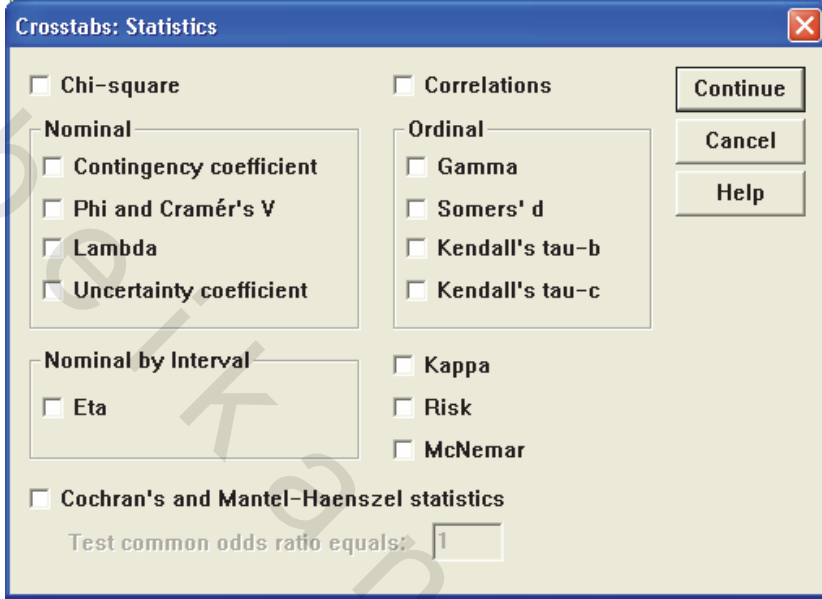 Crosstabs: Statistics
Chi-square
Correlations
Continue
Cancel
Help
Nominal
Contingency coefficient
Phi and Cramér's V
Lambda
Uncertainty coefficient
Ordinal
Gamma
Somers' d
Kendall's tau-b
Kendall's tau-c
Nominal by Interval
Eta
Kappa
Risk
McNemar
Cochran's and Mantel-Haenszel statistics
Test common odds ratio equals: 1